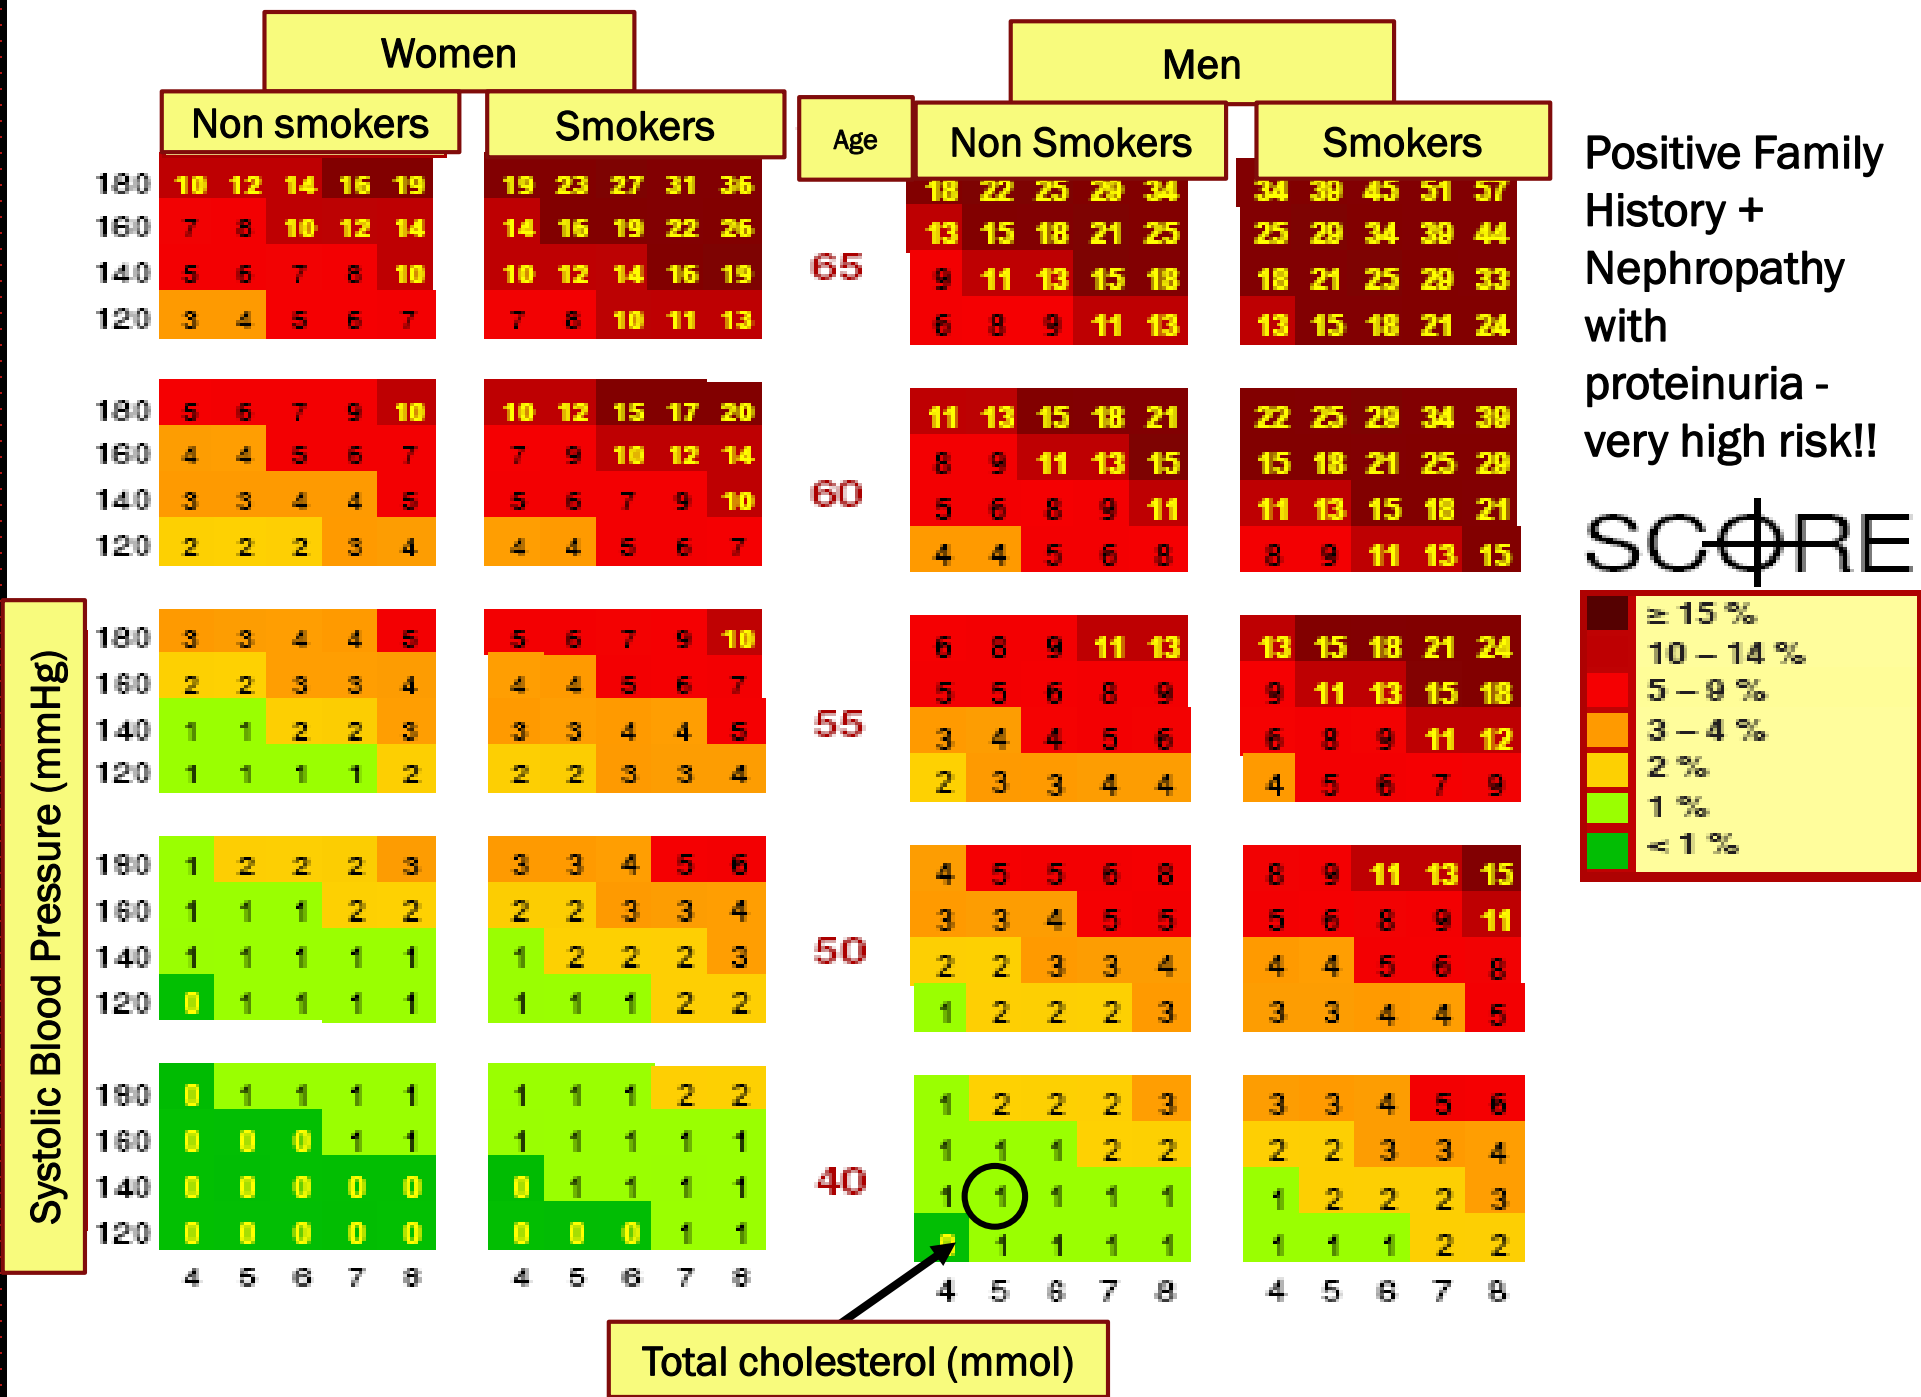 Women
Men
Non smokers
Smokers
Age
Non Smokers
Smokers
180 10 12 14 16 19 19 23 27 31 36 18 22 25 29 34 34 39 45 51 57
160 7 8 10 12 14 14 16 19 22 26 13 15 18 21 25 25 29 34 39 44
65
140 5 6 7 8 10 10 12 14 16 19 9 11 13 15 18 18 21 25 29 33
120 3 4 5 6 7 7 8 10 11 13 6 8 9 11 13 13 15 18 21 24
180 5 6 7 9 10 10 12 15 17 20 11 13 15 18 21 22 25 29 34 39
160 4 4 5 6 7 7 9 10 12 14 8 9 11 13 15 15 18 21 25 29
60
140 3 3 4 4 5 5 6 7 9 10 5 6 8 9 11 11 13 15 18 21
120 2 2 2 3 4 4 4 5 6 7 4 4 5 6 8 8 9 11 13 15
180 3 3 4 4 5 5 6 7 9 10 6 8 9 11 13 13 15 18 21 24
160 2 2 3 3 4 4 4 5 6 7 5 5 6 8 9 9 11 13 15 18
55
140 1 1 2 2 3 3 3 4 4 5 3 4 4 5 6 6 8 9 11 12
120 1 1 1 1 2 2 2 3 3 4 2 3 3 4 4 4 5 6 7 9
180 1 2 2 2 3 3 3 4 5 6 4 5 5 6 8 8 9 11 13 15
160 1 1 1 2 2 2 2 3 3 4 3 3 4 5 5 5 6 8 9 11
50
140 1 1 1 1 1 1 2 2 2 3 2 2 3 3 4 4 4 5 6 8
120 0 1 1 1 1 1 1 1 2 2 1 2 2 2 3 3 3 4 4 5
180 0 1 1 1 1 1 1 1 2 2 1 2 2 2 3 3 3 4 5 6
160 0 0 0 1 1 1 1 1 1 1 1 1 1 2 2 2 2 3 3 4
40
140 0 0 0 0 0 0 1 1 1 1 1 1 1 1 1 1 2 2 2 3
120 0 0 0 0 0 0 0 0 1 1 0 1 1 1 1 1 1 1 2 2
4 5 6 7 8 4 5 6 7 8 4 5 6 7 8 4 5 6 7 8
Systolic Blood Pressure (mmHg)
Total cholesterol (mmol)
Positive Family
History +
Nephropathy
with
proteinuria -
very high risk!!
SCORE
≥ 15 %
10 – 14 %
5 – 9 %
3 – 4 %
2 %
1 %
< 1 %